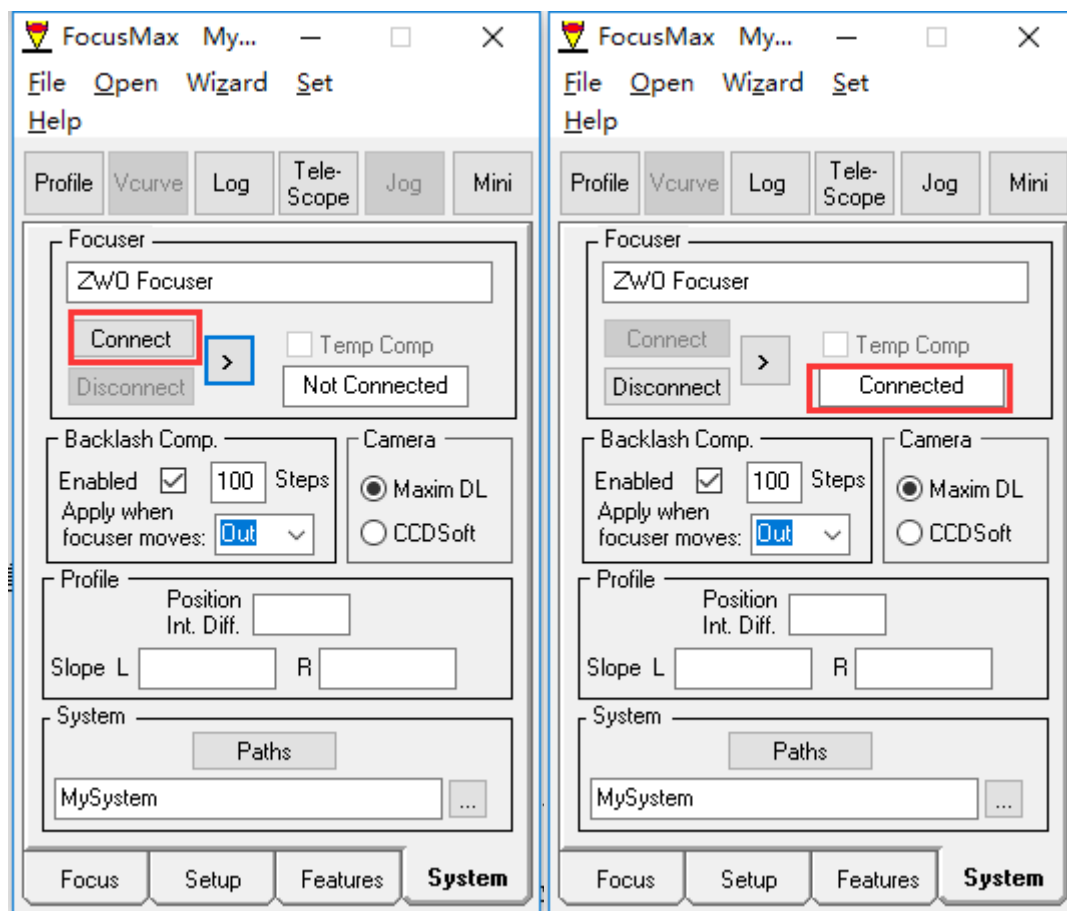 FocusMax My...
File Open Wizard Set
Help
Profile Vcurve Log Tele-Scope Jog Mini
Focuser
ZWO Focuser
Connect > Temp Comp
Disconnect Not Connected
Backlash Comp. Camera
Enabled 100 Steps Maxim DL
Apply when
focuser moves: Out CCDSoft
Profile
Position
Int. Diff.
Slope L R
System
Paths
MySystem ...
Focus Setup Features System
FocusMax My...
File Open Wizard Set
Help
Profile Vcurve Log Tele-Scope Jog Mini
Focuser
ZWO Focuser
Connect > Temp Comp
Disconnect Connected
Backlash Comp. Camera
Enabled 100 Steps Maxim DL
Apply when
focuser moves: Out CCDSoft
Profile
Position
Int. Diff.
Slope L R
System
Paths
MySystem ...
Focus Setup Features System